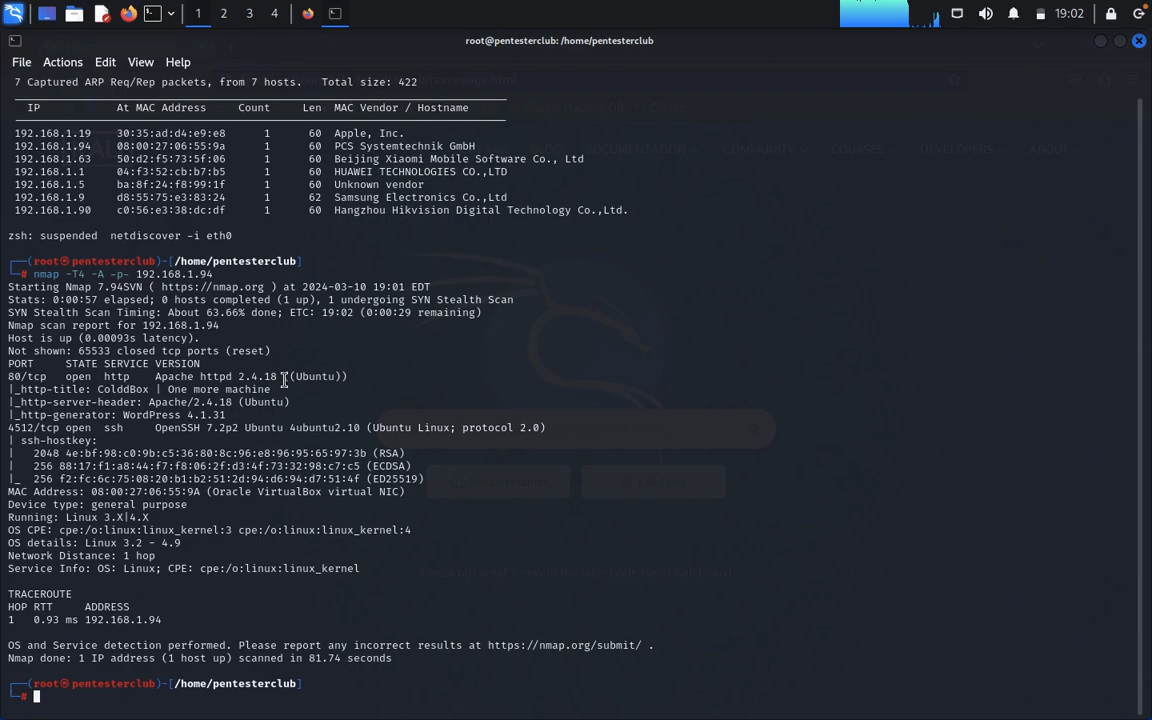 1 2 3 4 19:02
root@pentesterclub: /home/pentesterclub
File Actions Edit View Help
7 Captured ARP Req/Rep packets, from 7 hosts. Total size: 422
IP At MAC Address Count Len MAC Vendor / Hostname
192.168.1.19 30:35:ad:d4:e9:e8 1 60 Apple, Inc.
192.168.1.94 08:00:27:06:55:9a 1 60 PCS Systemtechnik GmbH
192.168.1.63 50:d2:f5:73:5f:06 1 60 Beijing Xiaomi Mobile Software Co., Ltd
192.168.1.1 04:f3:52:cb:b7:b5 1 60 HUAWEI TECHNOLOGIES CO.,LTD
192.168.1.5 ba:8f:24:f8:99:1f 1 60 Unknown vendor
192.168.1.9 d8:55:75:e3:83:24 1 62 Samsung Electronics Co.,Ltd
192.168.1.90 c0:56:e3:38:dc:df 1 60 Hangzhou Hikvision Digital Technology Co.,Ltd.
zsh: suspended netdiscover -i eth0
┌──(root㉿pentesterclub)-[/home/pentesterclub]
└─# nmap -T4 -A -p- 192.168.1.94
Starting Nmap 7.94SVN ( https://nmap.org ) at 2024-03-10 19:01 EDT
Stats: 0:00:57 elapsed; 0 hosts completed (1 up), 1 undergoing SYN Stealth Scan
SYN Stealth Scan Timing: About 63.66% done; ETC: 19:02 (0:00:29 remaining)
Nmap scan report for 192.168.1.94
Host is up (0.00093s latency).
Not shown: 65533 closed tcp ports (reset)
PORT STATE SERVICE VERSION
80/tcp open http Apache httpd 2.4.18 ((Ubuntu))
|_http-title: ColddBox | One more machine
|_http-server-header: Apache/2.4.18 (Ubuntu)
|_http-generator: WordPress 4.1.31
4512/tcp open ssh OpenSSH 7.2p2 Ubuntu 4ubuntu2.10 (Ubuntu Linux; protocol 2.0)
| ssh-hostkey:
| 2048 4e:bf:98:c0:9b:c5:36:80:8c:96:e8:96:95:65:97:3b (RSA)
| 256 88:17:f1:a8:44:f7:f8:06:2f:d3:4f:73:32:98:c7:c5 (ECDSA)
|_ 256 f2:fc:6c:75:08:20:b1:b2:51:2d:94:d6:94:d7:51:4f (ED25519)
MAC Address: 08:00:27:06:55:9A (Oracle VirtualBox virtual NIC)
Device type: general purpose
Running: Linux 3.X|4.X
OS CPE: cpe:/o:linux:linux_kernel:3 cpe:/o:linux:linux_kernel:4
OS details: Linux 3.2 - 4.9
Network Distance: 1 hop
Service Info: OS: Linux; CPE: cpe:/o:linux:linux_kernel
TRACEROUTE
HOP RTT ADDRESS
1 0.93 ms 192.168.1.94
OS and Service detection performed. Please report any incorrect results at https://nmap.org/submit/ .
Nmap done: 1 IP address (1 host up) scanned in 81.74 seconds
┌──(root㉿pentesterclub)-[/home/pentesterclub]
└─#